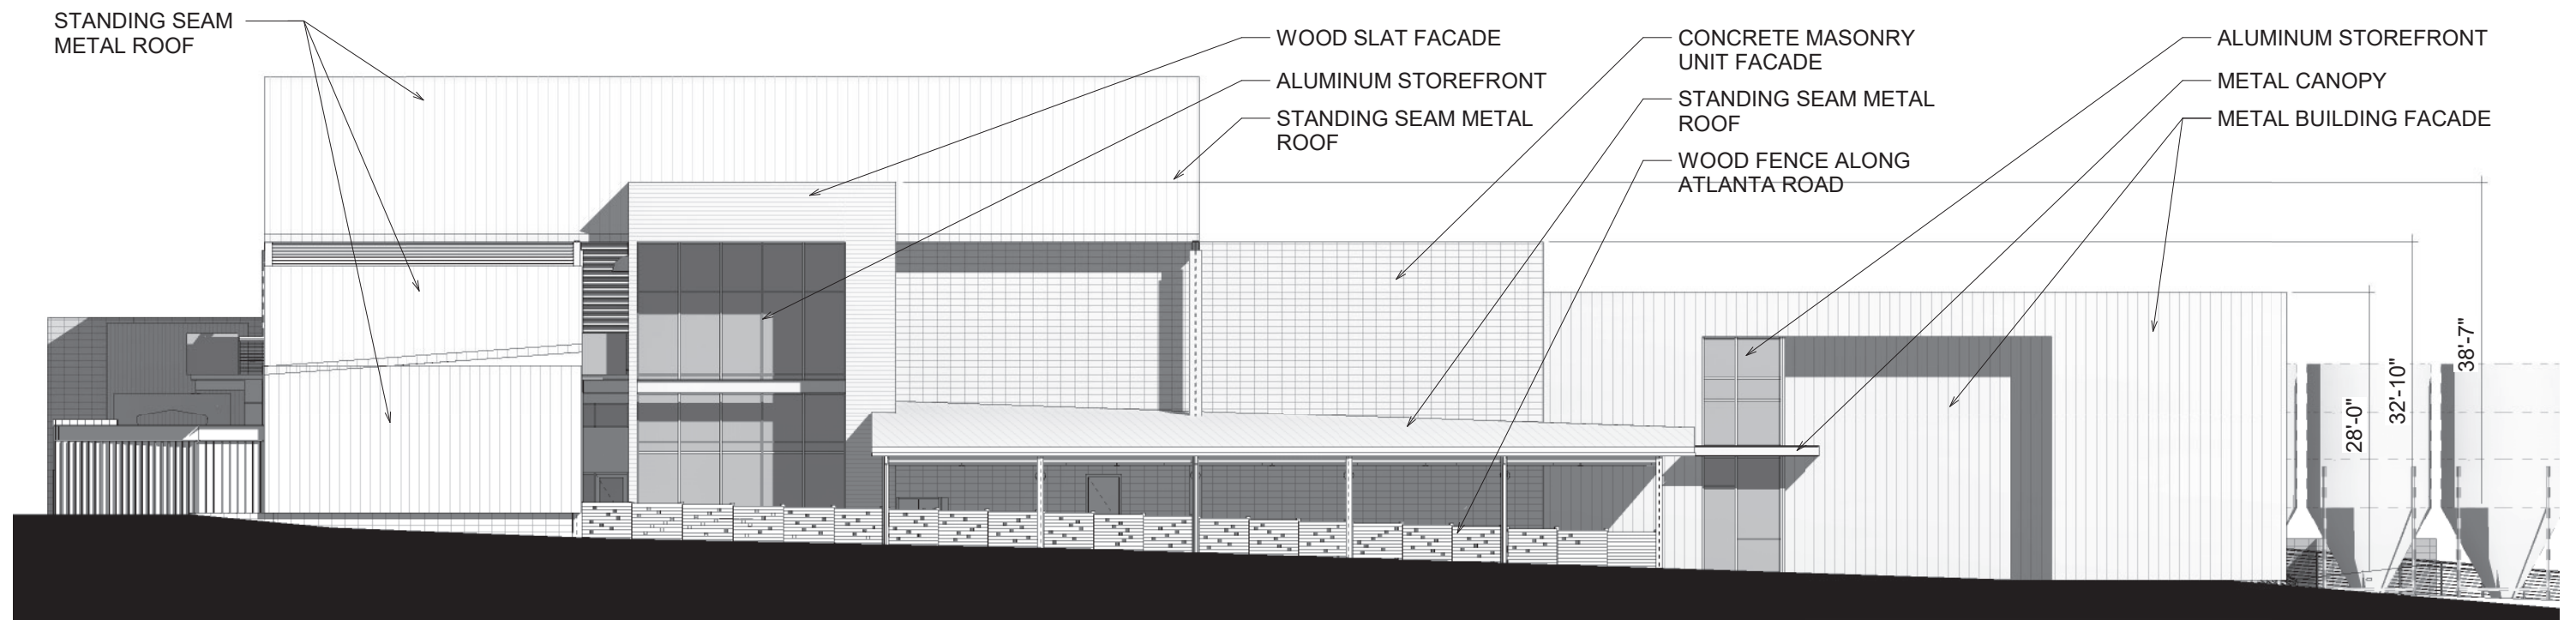 STANDING SEAM
METAL ROOF
WOOD SLAT FACADE
ALUMINUM STOREFRONT
STANDING SEAM METAL
ROOF
CONCRETE MASONRY
UNIT FACADE
STANDING SEAM METAL
ROOF
WOOD FENCE ALONG
ATLANTA ROAD
ALUMINUM STOREFRONT
METAL CANOPY
METAL BUILDING FACADE
28'-0"
32'-10"
38'-7"